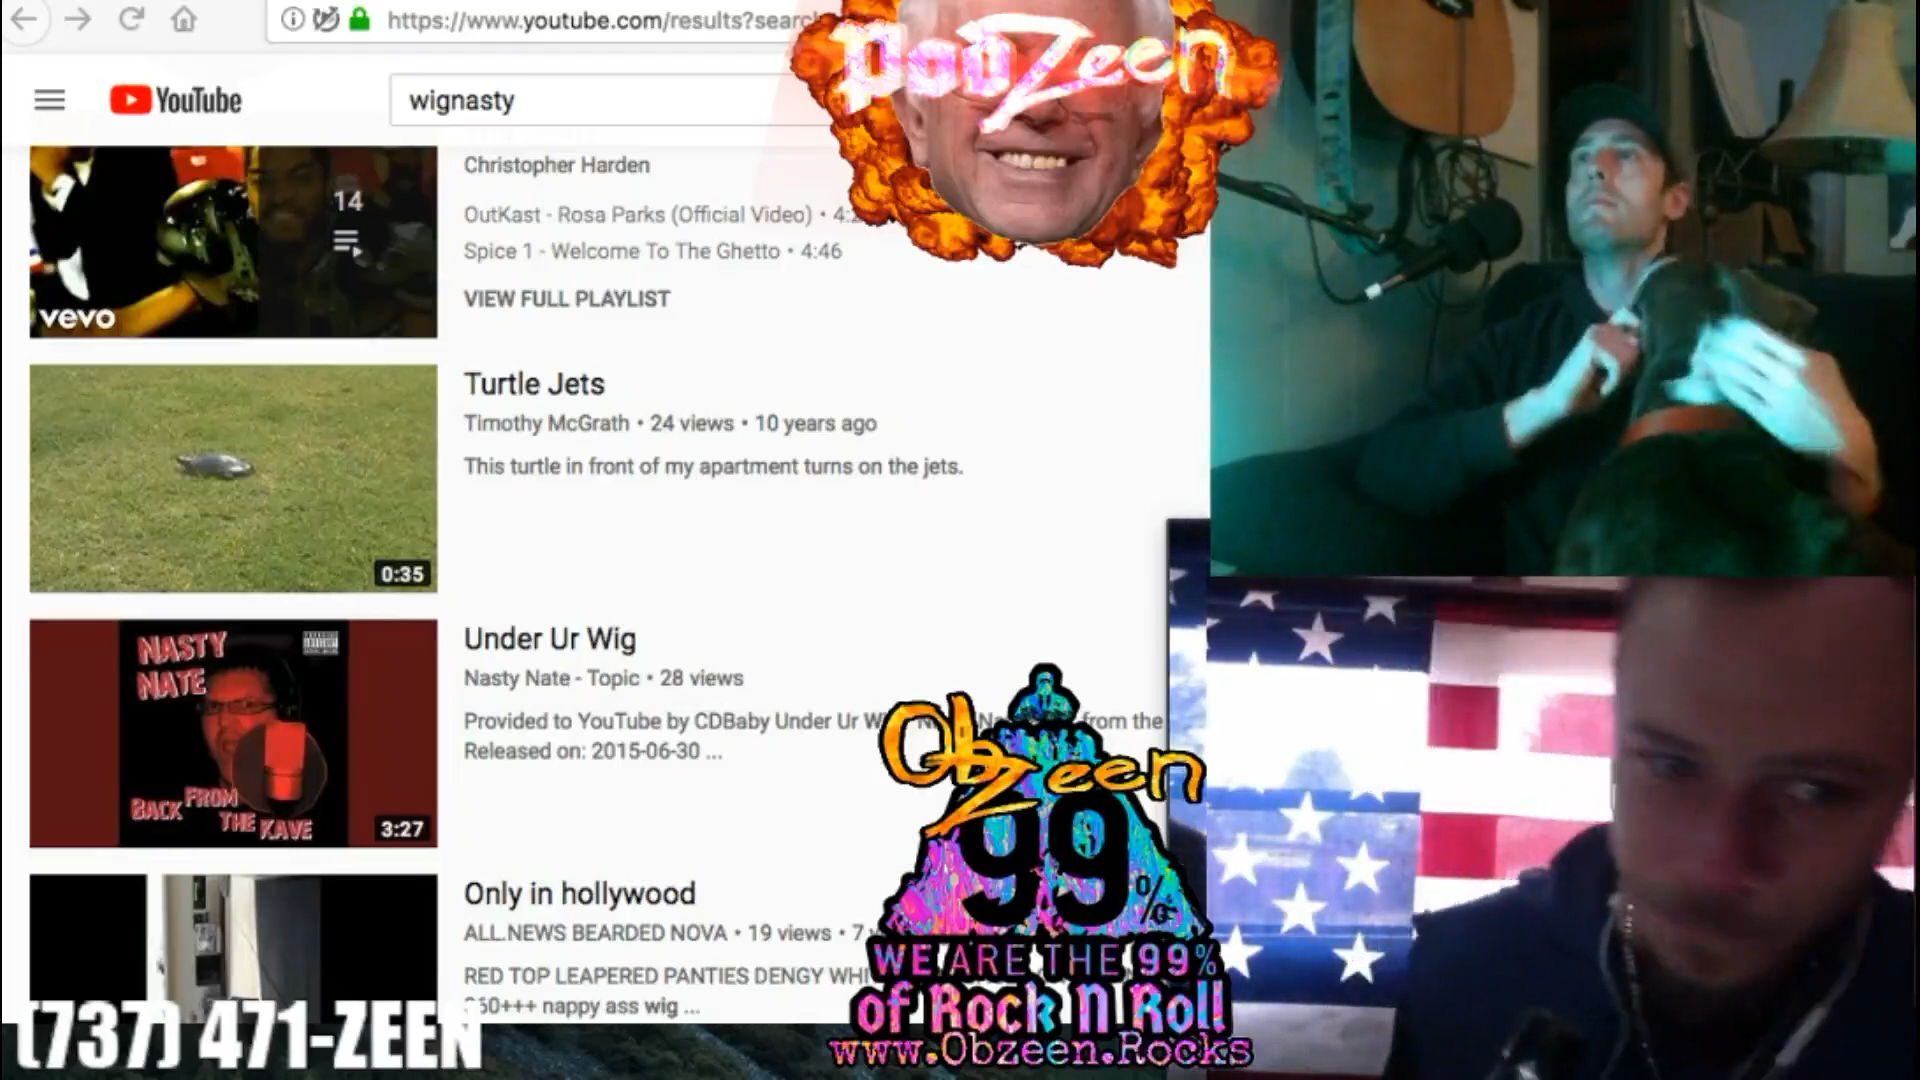 https://www.youtube.com/results?searc
YouTube
wignasty
PodZeen
Christopher Harden
14
OutKast - Rosa Parks (Official Video) • 4:2
Spice 1 - Welcome To The Ghetto • 4:46
VIEW FULL PLAYLIST
vevo
Turtle Jets
Timothy McGrath • 24 views • 10 years ago
This turtle in front of my apartment turns on the jets.
0:35
NASTY
NATE
BACK FROM
THE KAVE
3:27
Under Ur Wig
Nasty Nate - Topic • 28 views
Provided to YouTube by CDBaby Under Ur W from the
Released on: 2015-06-30 ...
Only in hollywood
ALL.NEWS BEARDED NOVA • 19 views • 7
RED TOP LEAPERED PANTIES DENGY WHI
360+++ nappy ass wig ...
(737) 471-ZEEN
ObZeen
99%
WE ARE THE 99%
of Rock N Roll
www.Obzeen.Rocks